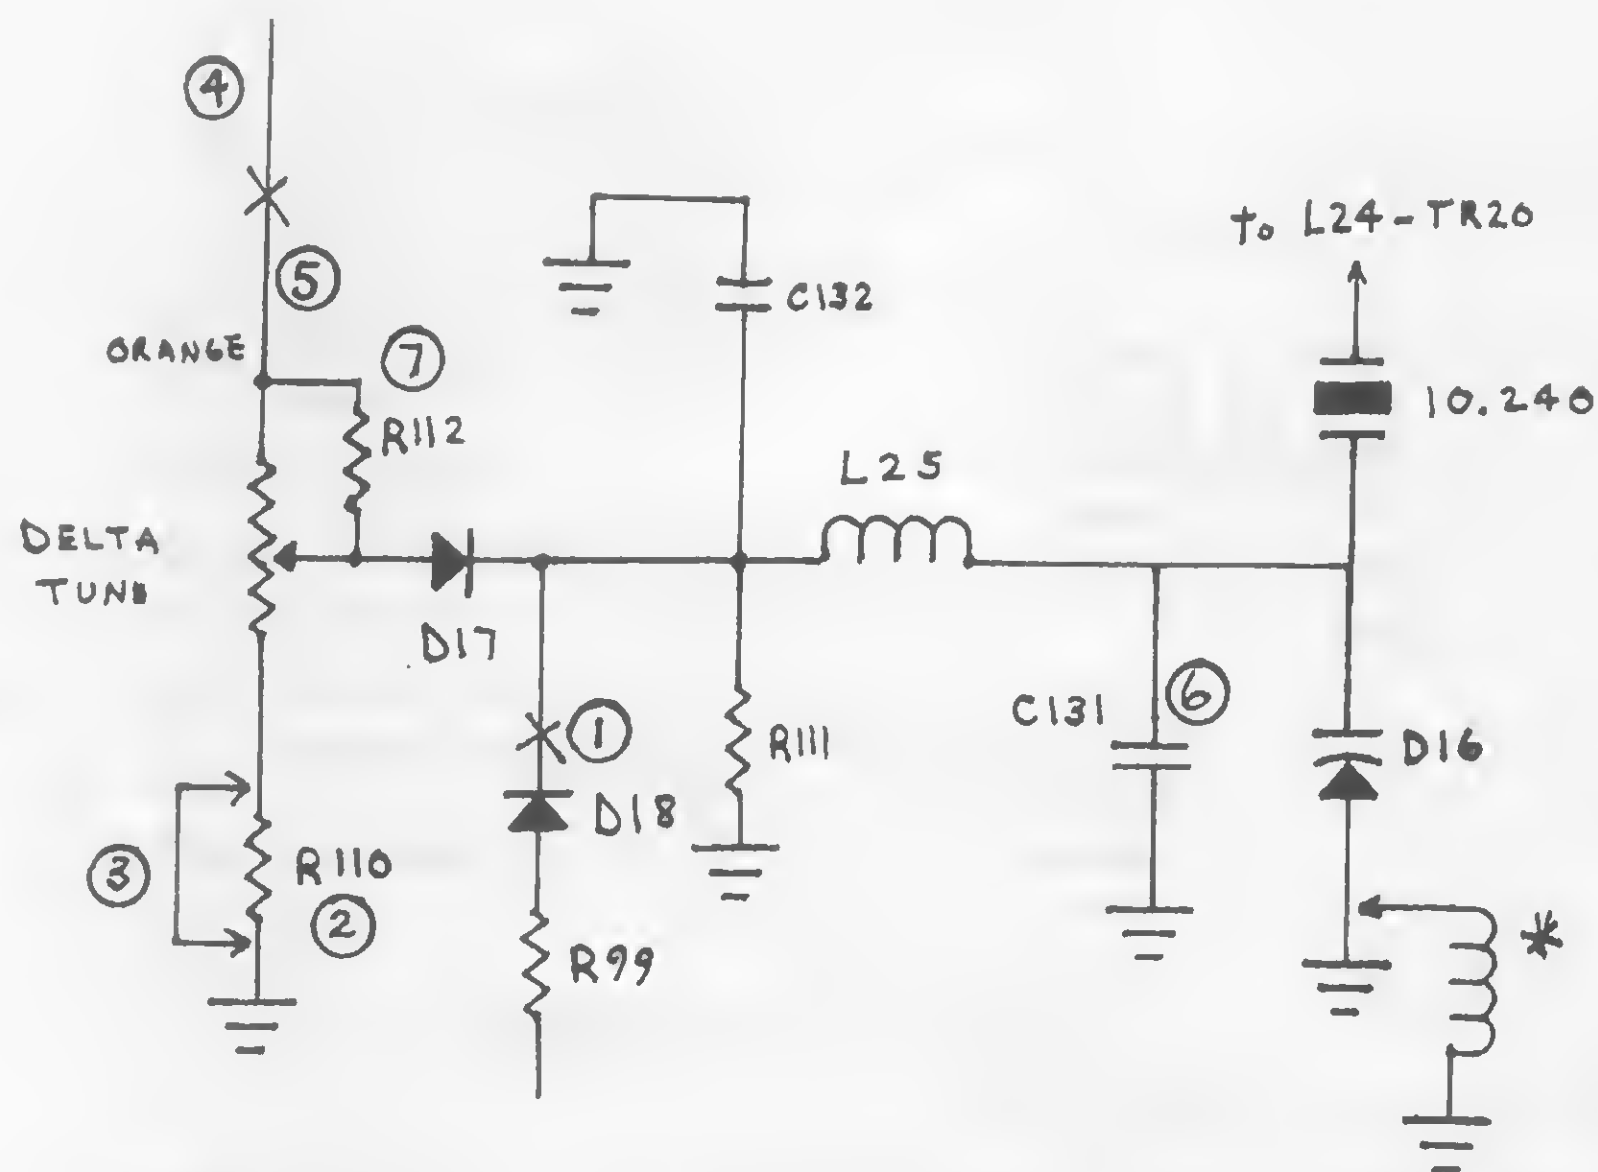 ④
⑤
ORANGE
⑦
R112
C132
to L24-TR20
10.240
L25
DELTA
TUNE
D17
①
D18
R111
C131
⑥
D16
③
R110
②
R99
*